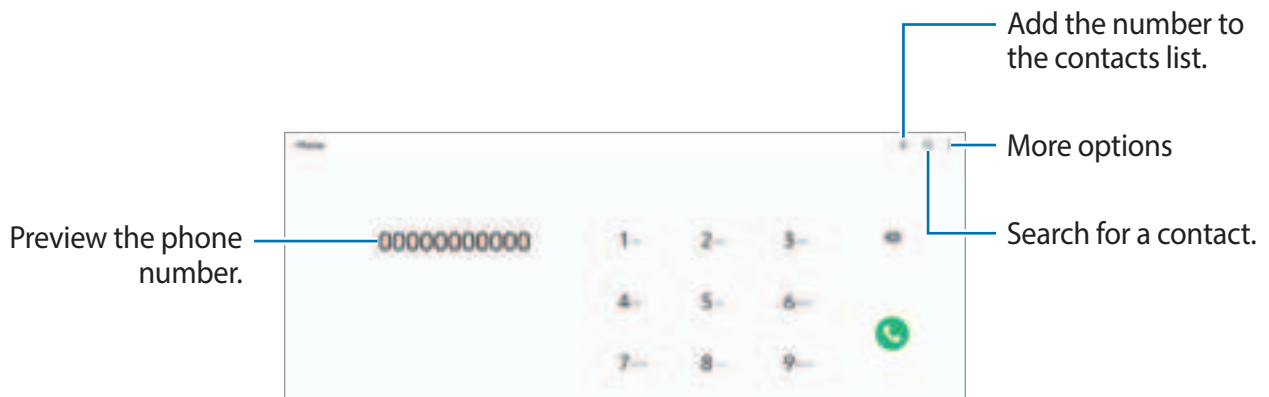 Add the number to
the contacts list.
More options
Preview the phone
number.
00000000000
1
2
3
Search for a contact.
4
5
6
7
8
9